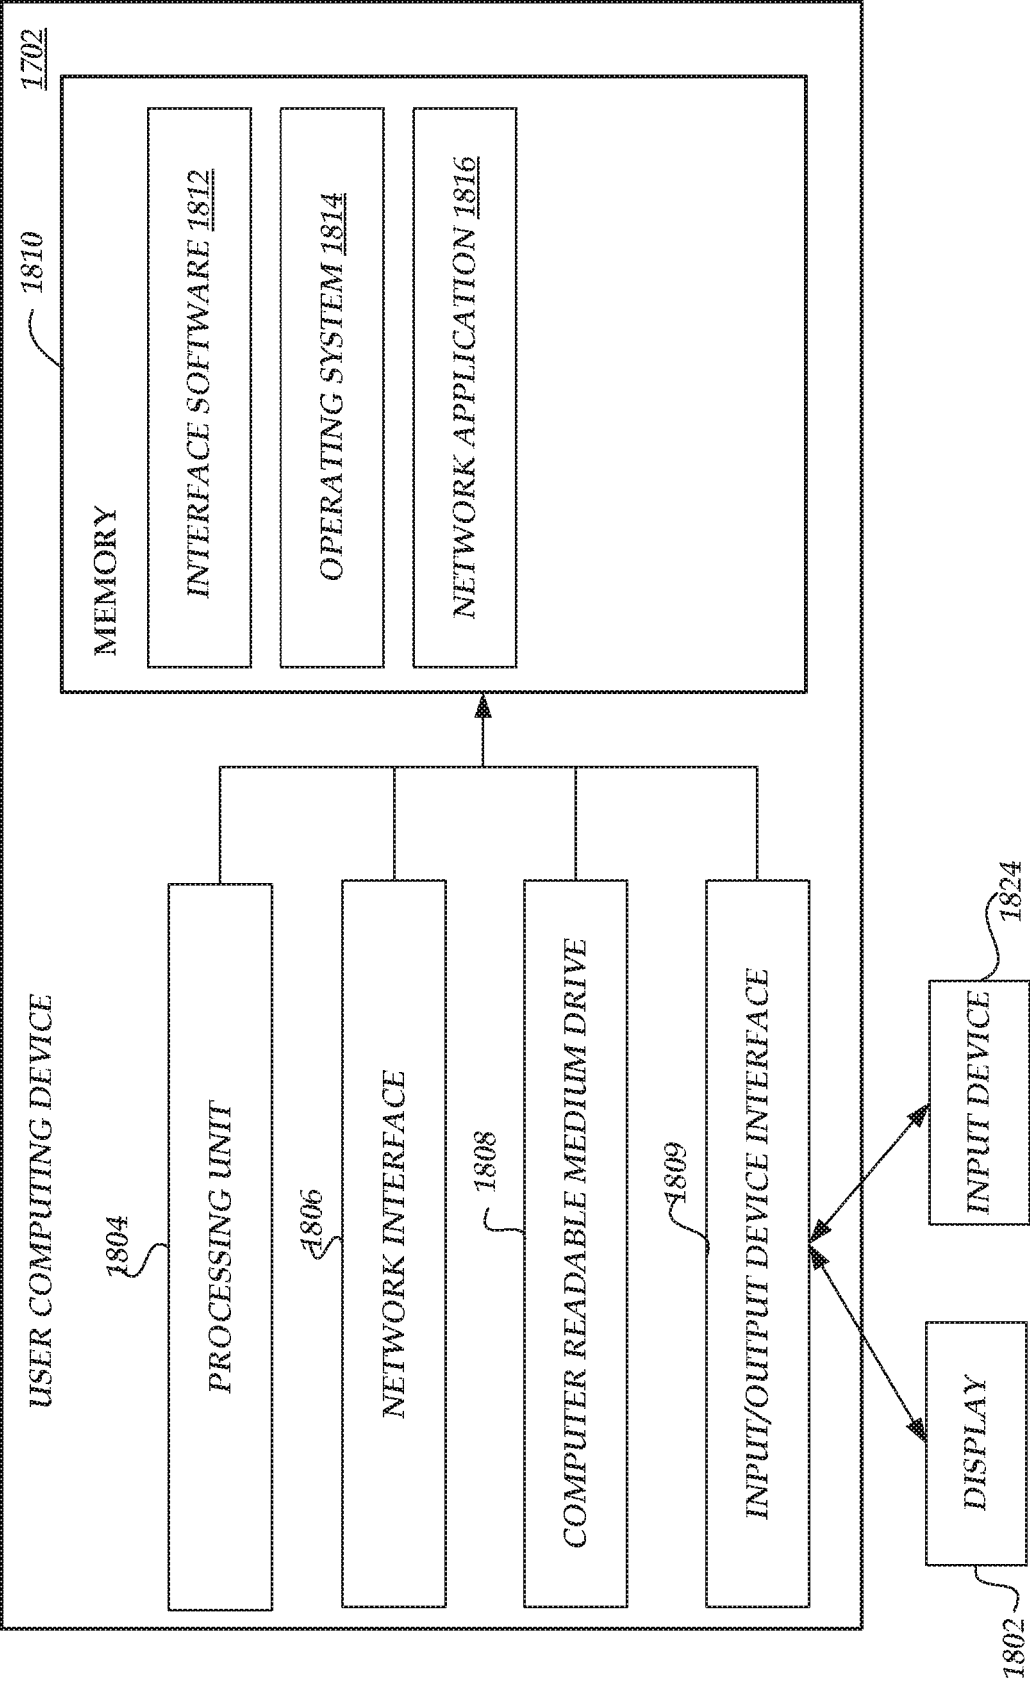 USER COMPUTING DEVICE
1702
1804
PROCESSING UNIT
1806
NETWORK INTERFACE
1808
COMPUTER READABLE MEDIUM DRIVE
1809
INPUT/OUTPUT DEVICE INTERFACE
1810
MEMORY
INTERFACE SOFTWARE 1812
OPERATING SYSTEM 1814
NETWORK APPLICATION 1816
DISPLAY
1802
INPUT DEVICE
1824